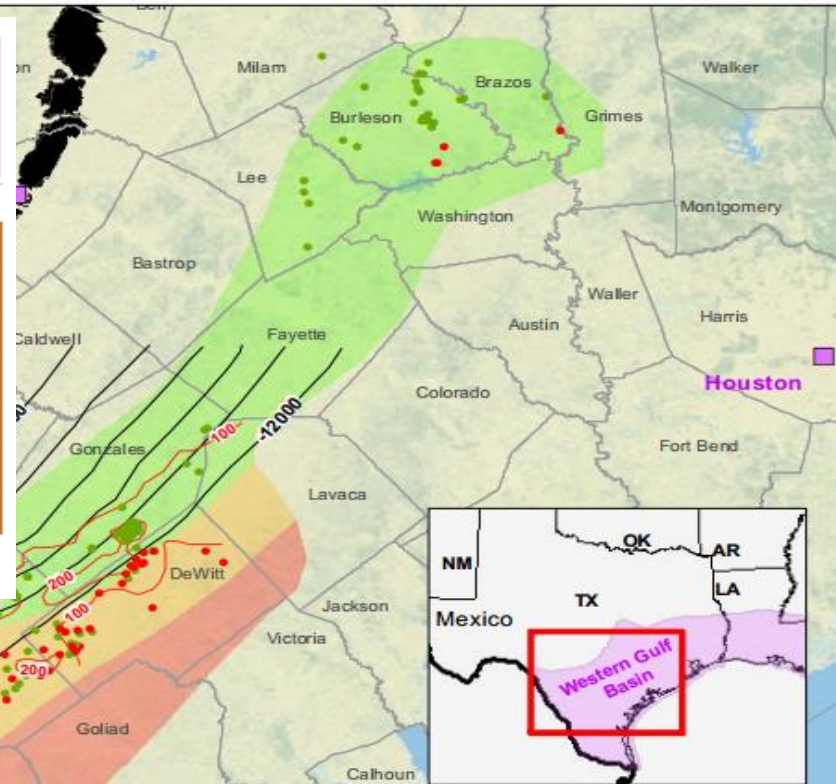 Milam
Walker
Brazos
Burleson
Grimes
Lee
Montgomery
Washington
Bastrop
Waller
Harris
Austin
Fayette
Caldwell
Houston
Colorado
-12000
100
Gonzales
Fort Bend
Lavaca
OK
AR
NM
LA
DeWitt
200
TX
100
Jackson
Mexico
Victoria
Western Gulf
Basin
200
Goliad
Calhoun